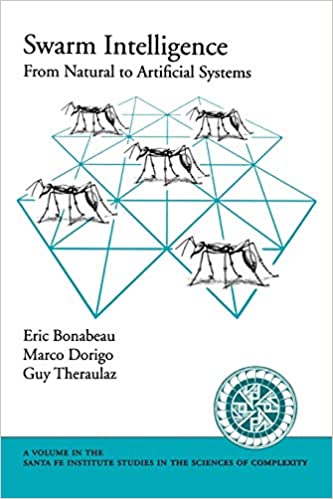 Swarm Intelligence
From Natural to Artificial Systems
Eric Bonabeau
Marco Dorigo
Guy Theraulaz
A VOLUME IN THE
SANTA FE INSTITUTE STUDIES IN THE SCIENCES OF COMPLEXITY